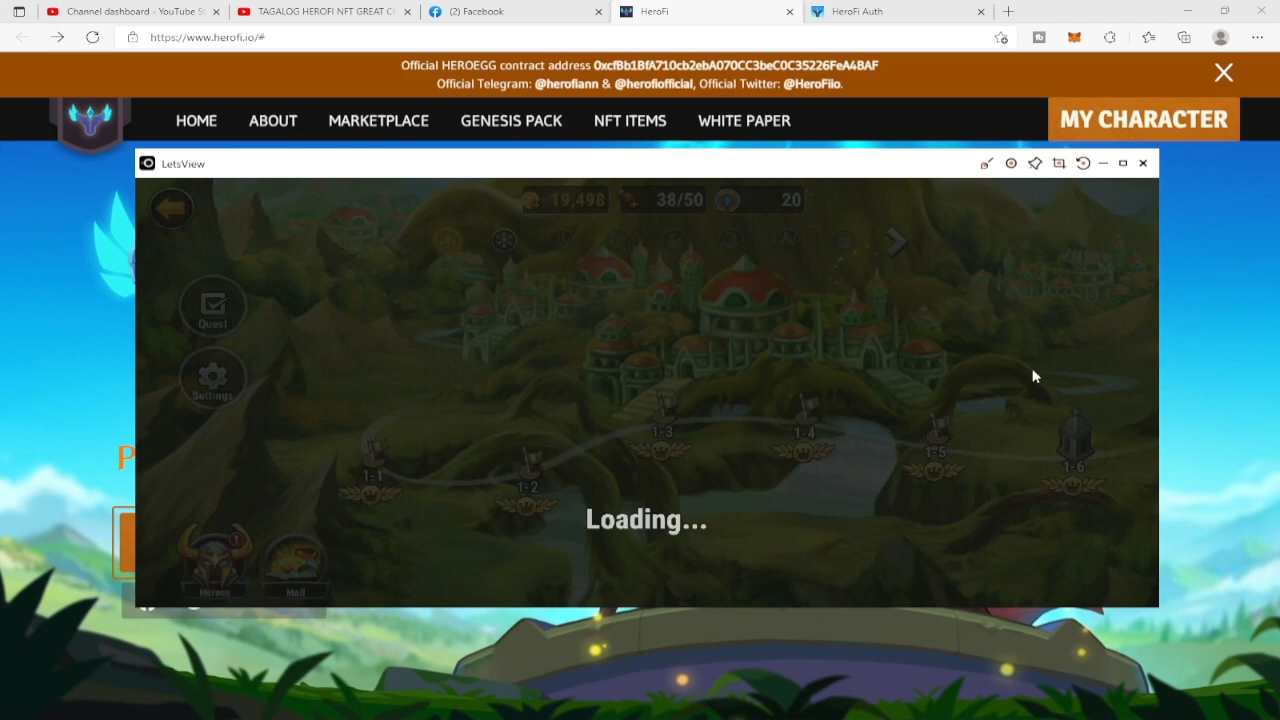 Channel dashboard - YouTube S
TAGALOG HEROFI NFT GREAT C
(2) Facebook
HeroFi
HeroFi Auth
https://www.herofi.io/#
Official HEROEGG contract address 0xcfBb1BfA710cb2ebA070CC3beC0C35226FeA4BAF
Official Telegram: @herofiann & @herofiofficial, Official Twitter: @HeroFiio.
HOME ABOUT MARKETPLACE GENESIS PACK NFT ITEMS WHITE PAPER MY CHARACTER
LetsView
19,498 38/50 20
Quest
Settings
1-1
1-2
1-3
1-4
1-5
1-6
P
Loading...
Heroes Mall